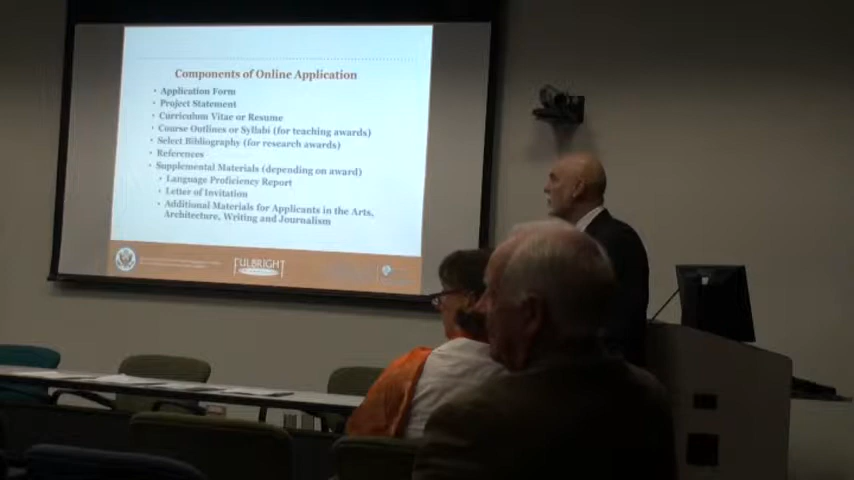 Components of Online Application
• Application Form
• Project Statement
• Curriculum Vitae or Resume
• Course Outlines or Syllabi (for teaching awards)
• Select Bibliography (for research awards)
• References
• Supplemental Materials (depending on award)
• Language Proficiency Report
• Letter of Invitation
• Additional Materials for Applicants in the Arts,
Architecture, Writing and Journalism
FULBRIGHT